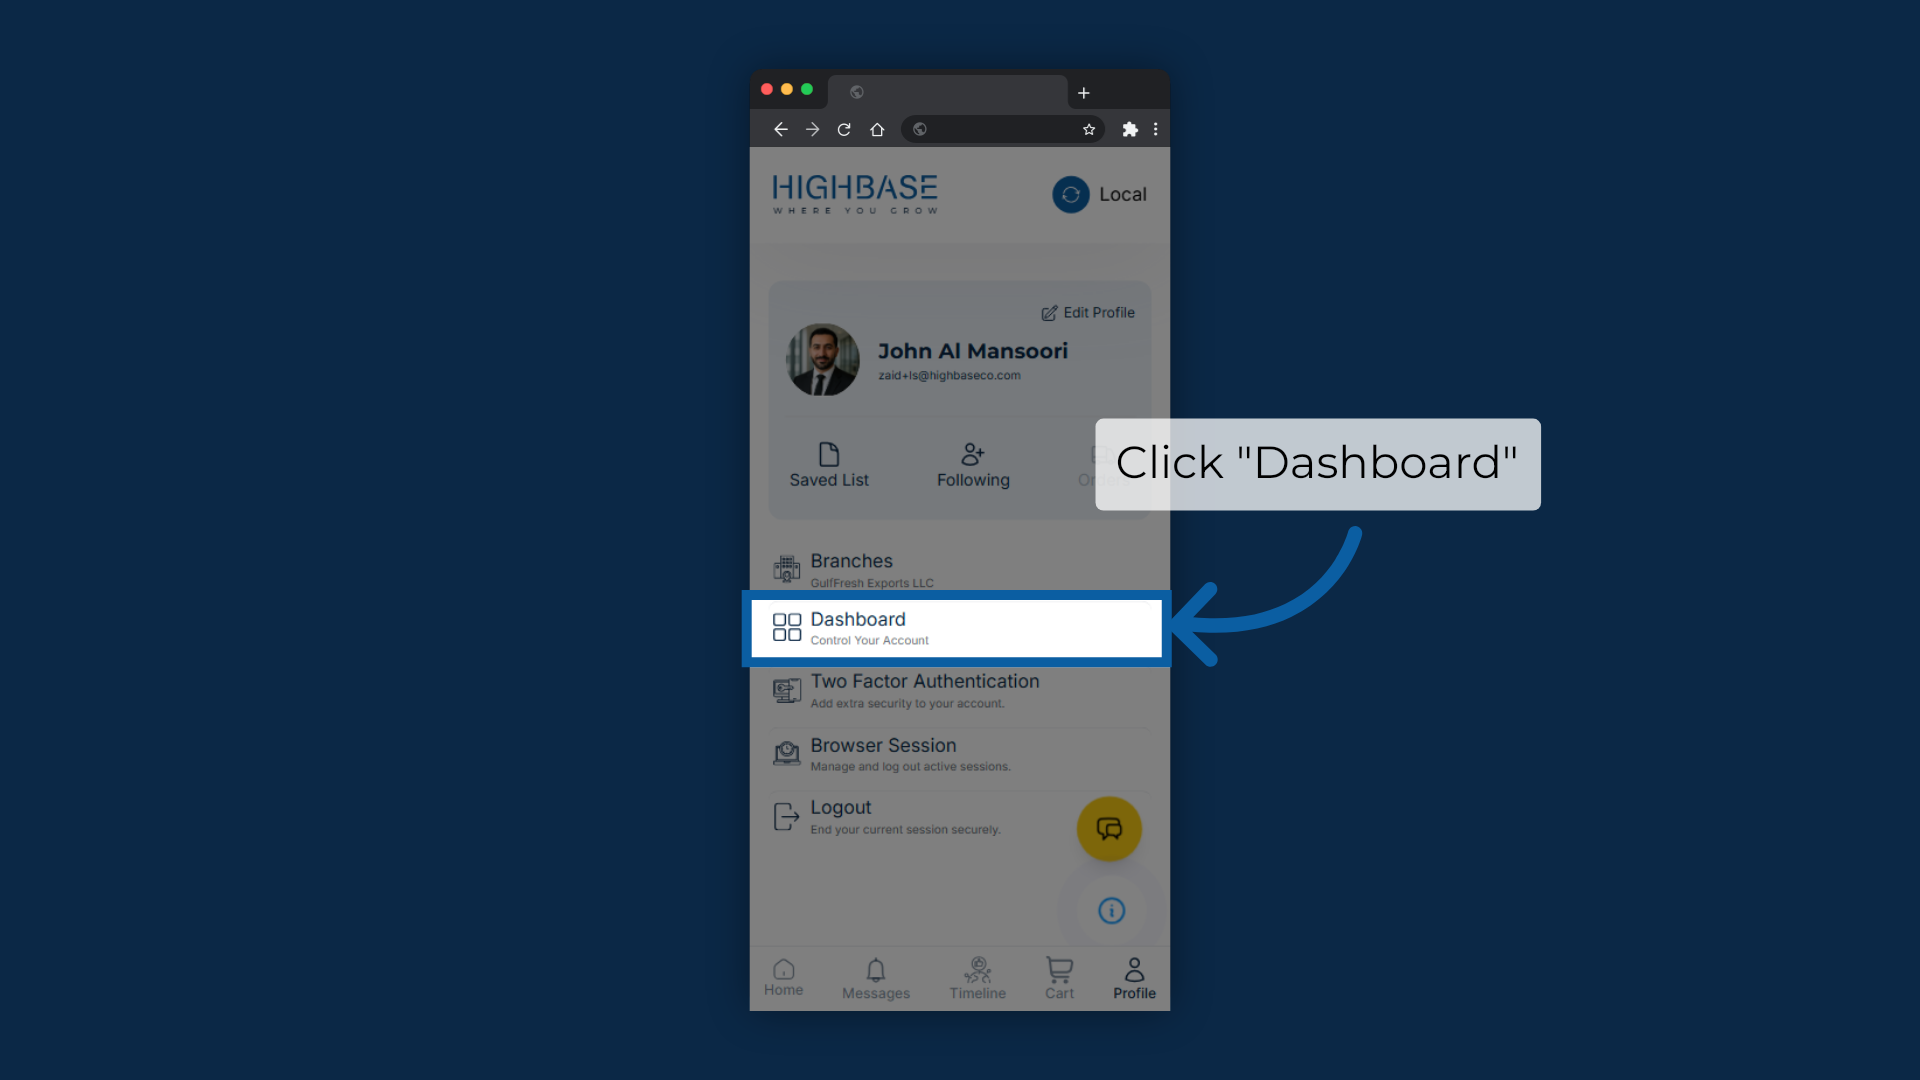 HIGHBASE
WHERE YOU GROW
Local
Edit Profile
John Al Mansoori
zaid+ls@highbaseco.com
Saved List
Following
Orders
Click "Dashboard"
Branches
GulfFresh Exports LLC
Dashboard
Control Your Account
Two Factor Authentication
Add extra security to your account.
Browser Session
Manage and log out active sessions.
Logout
End your current session securely.
Home
Messages
Timeline
Cart
Profile